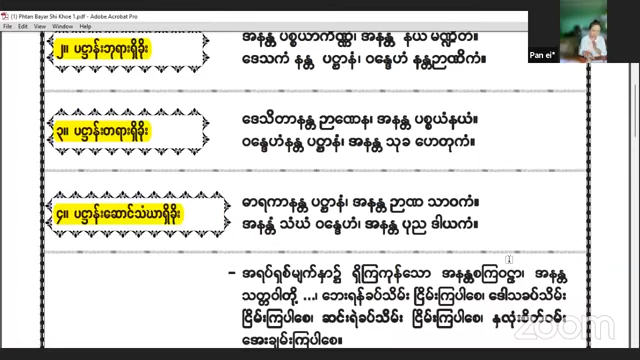 (1) Phtan Bayar Shi Khoe 1.pdf - Adobe Acrobat Pro
File Edit View Window Help
Pan ei*
အနန္တ ပစ္စယာကိဏ္ဏာ၊ အနန္တ နယ မဏ္ဍိတံ။
၂။ ပဋ္ဌာန်းဘုရားရှိခိုး
ဒေသကံ နန္တ ပဋ္ဌာနံ၊ ဝန္ဒေဟံ နန္တဉာဏိကံ။
ဒေသိတာနန္တ ဉာဏေန၊ အနန္တ ပစ္စယံနယံ။
၃။ ပဋ္ဌာန်းတရားရှိခိုး
ဝန္ဒေဟံနန္တ ပဋ္ဌာနံ၊ အနန္တ သုခ ဟေတုကံ။
ဓာရကာနန္တ ပဋ္ဌာနံ၊ အနန္တ ဉာဏ သာဝကံ။
၄။ ပဋ္ဌာန်းဆောင်သံဃာရှိခိုး
အနန္တံ သံဃံ ဝန္ဒေဟံ၊ အနန္တ ပုည ဒါယကံ။
– အရပ်ရှစ်မျက်နှာ၌ ရှိကြကုန်သော အနန္တစကြဝဠာ၊ အနန္တ
သတ္တဝါတို့ ...၊ ဘေးရန်ခပ်သိမ်း ငြိမ်းကြပါစေ၊ ဒေါသခပ်သိမ်း
ငြိမ်းကြပါစေ၊ ဆင်းရဲခပ်သိမ်း ငြိမ်းကြပါစေ၊ နှလုံးစိတ်ဝမ်း
အေးချမ်းကြပါစေ။
zoom